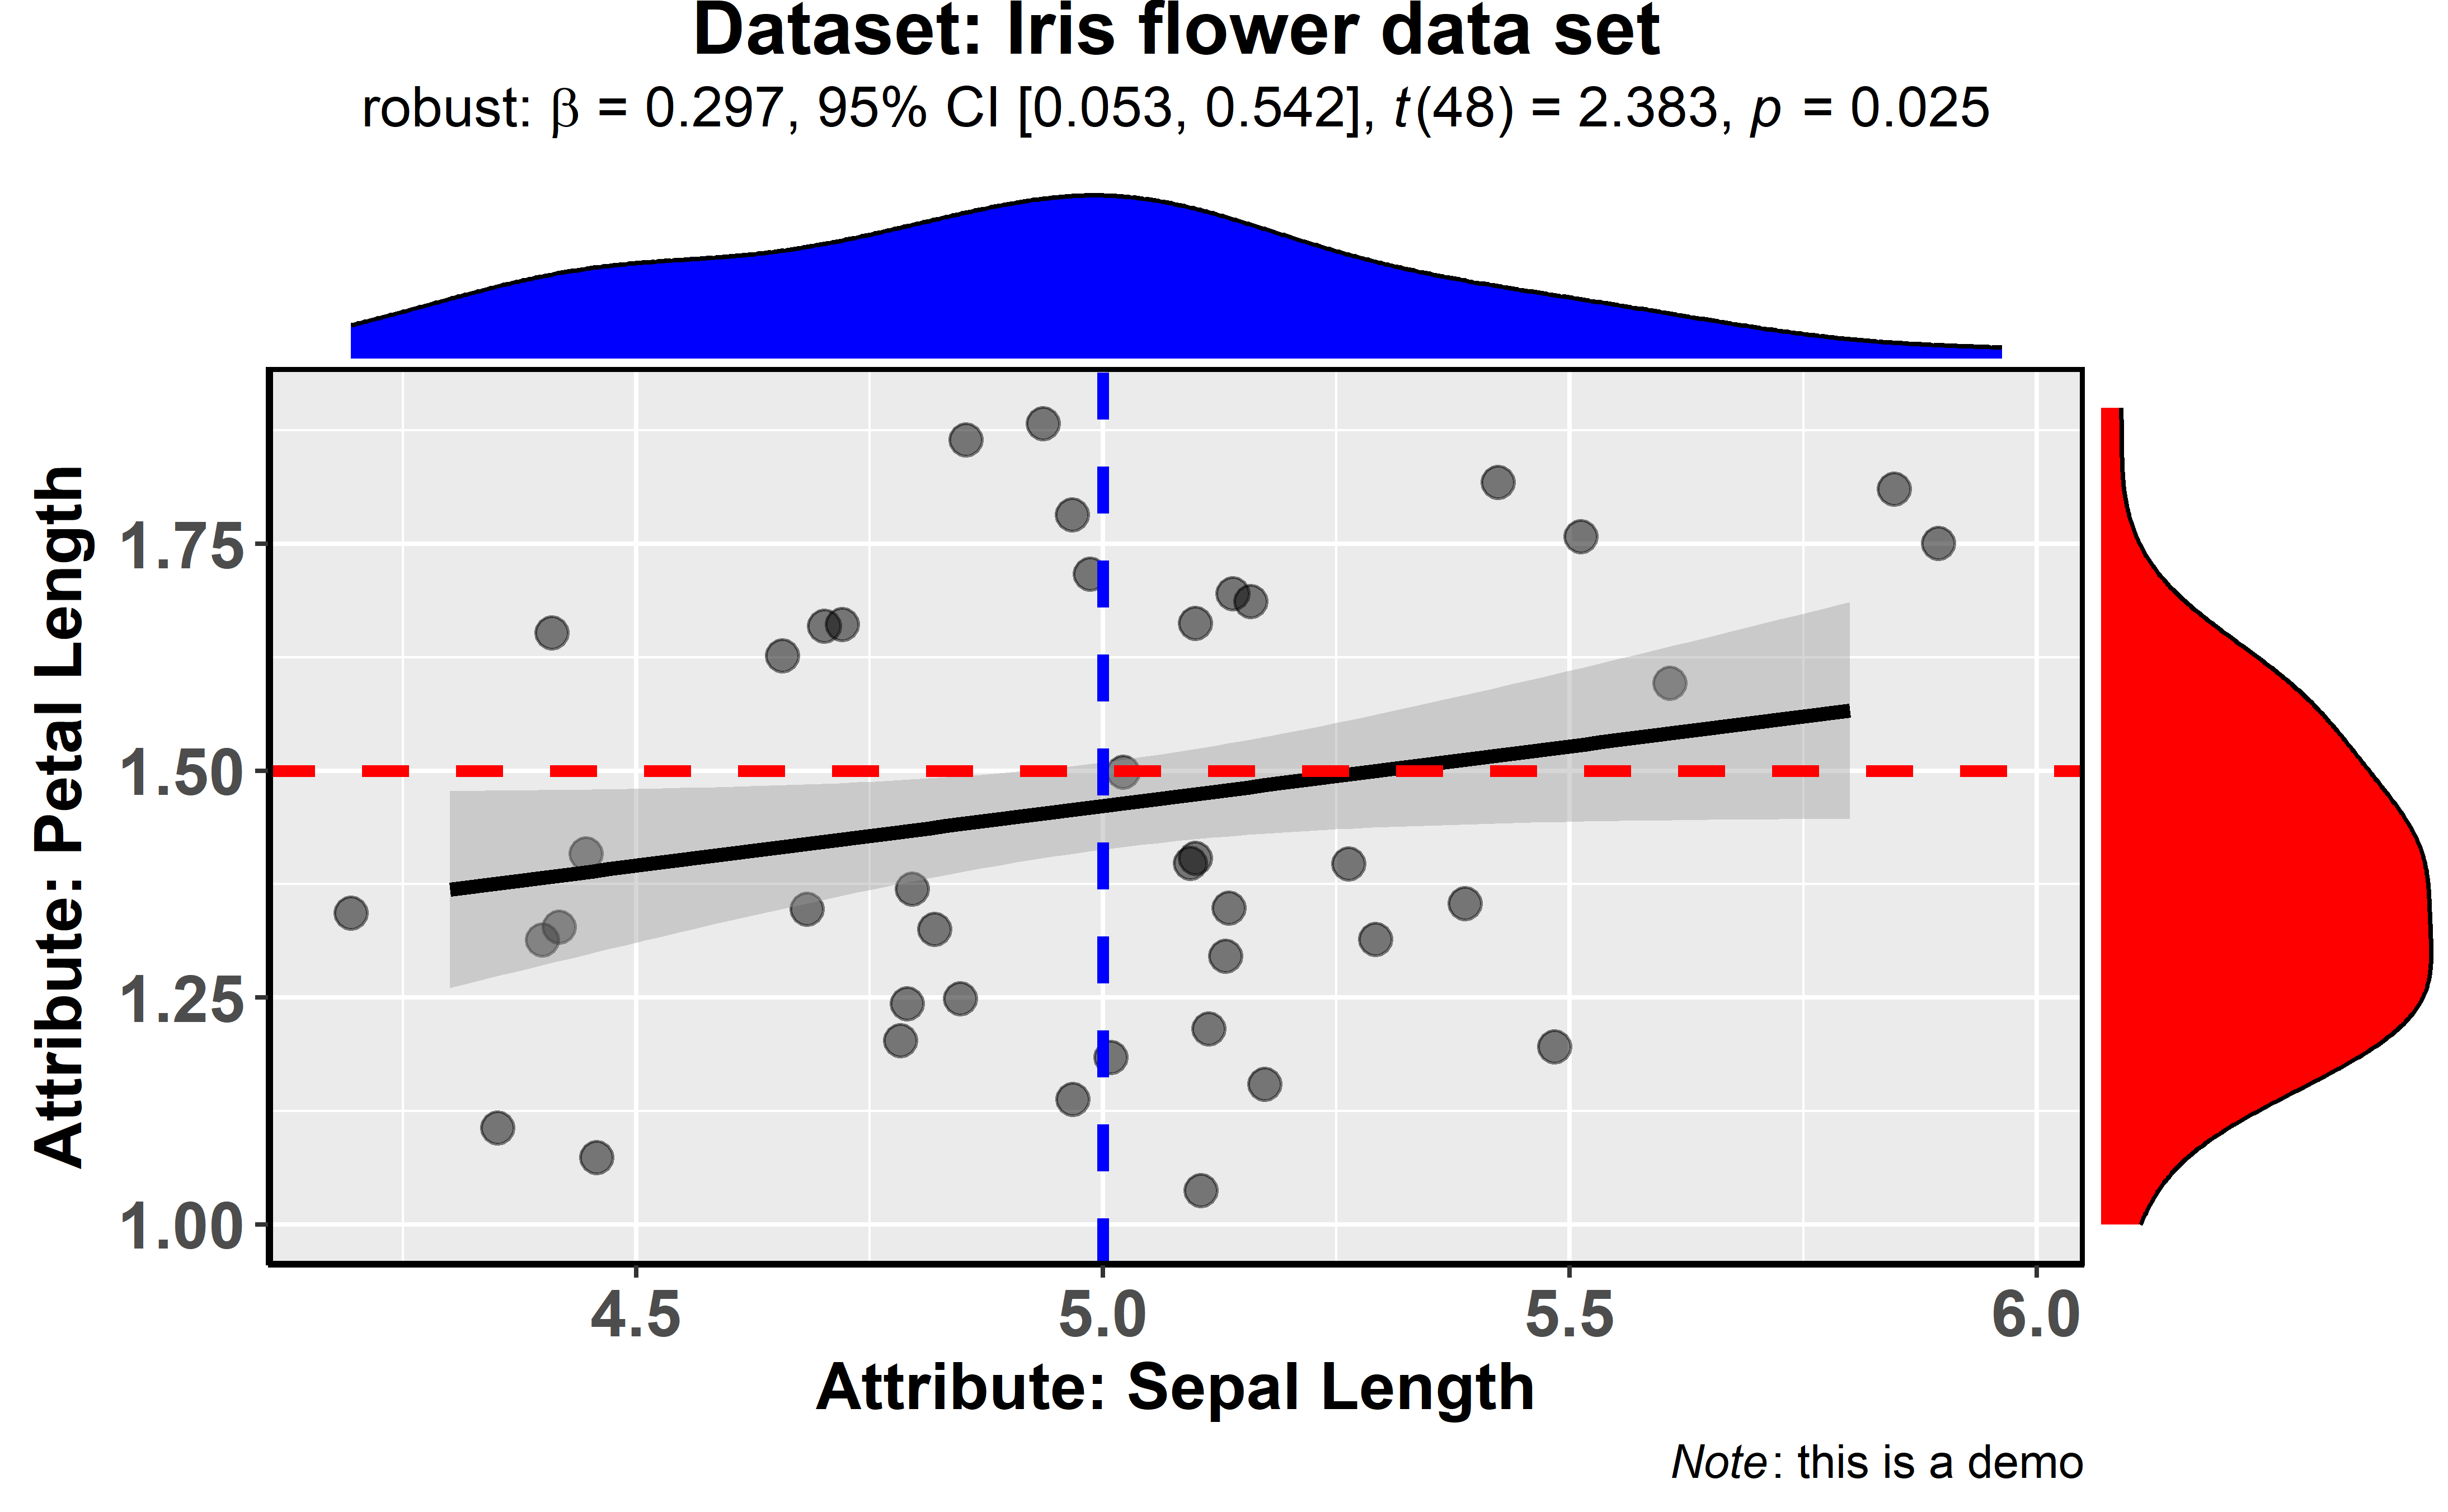 Dataset: Iris flower data set
robust: β = 0.297, 95% CI [0.053, 0.542], t(48) = 2.383, p = 0.025
Attribute: Petal Length
1.75
1.50
1.25
1.00
4.5 5.0 5.5 6.0
Attribute: Sepal Length
Note: this is a demo